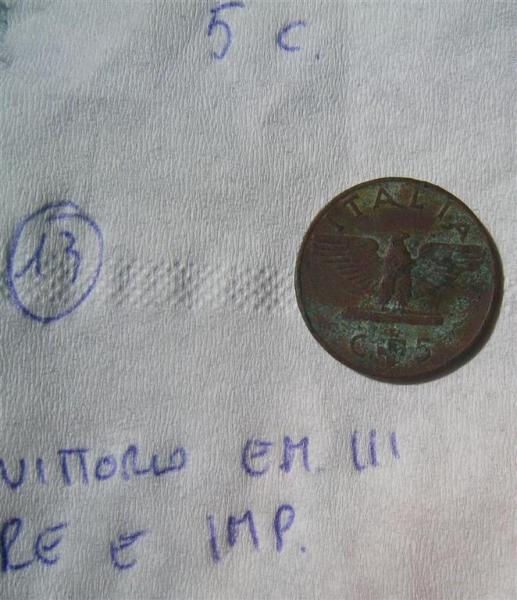 5 c.
13
ITALIA
C. 5
VITTORIO EM. III
RE E IMP.